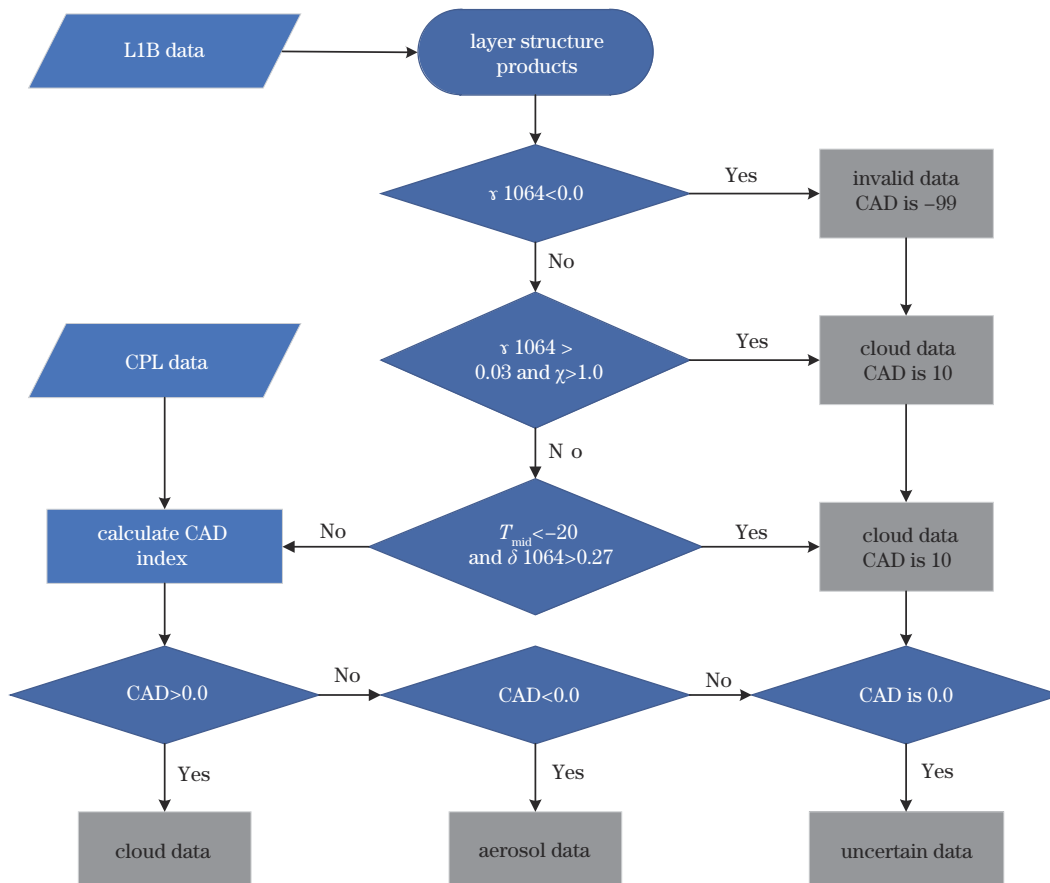 L1B data
layer structure
products
ɤ 1064<0.0
Yes
invalid data
CAD is −99
No
CPL data
ɤ 1064 >
0.03 and χ>1.0
Yes
cloud data
CAD is 10
N o
calculate CAD
index
No
T_mid<−20
and δ 1064>0.27
Yes
cloud data
CAD is 10
CAD>0.0
No
CAD<0.0
No
CAD is 0.0
Yes
Yes
Yes
cloud data
aerosol data
uncertain data